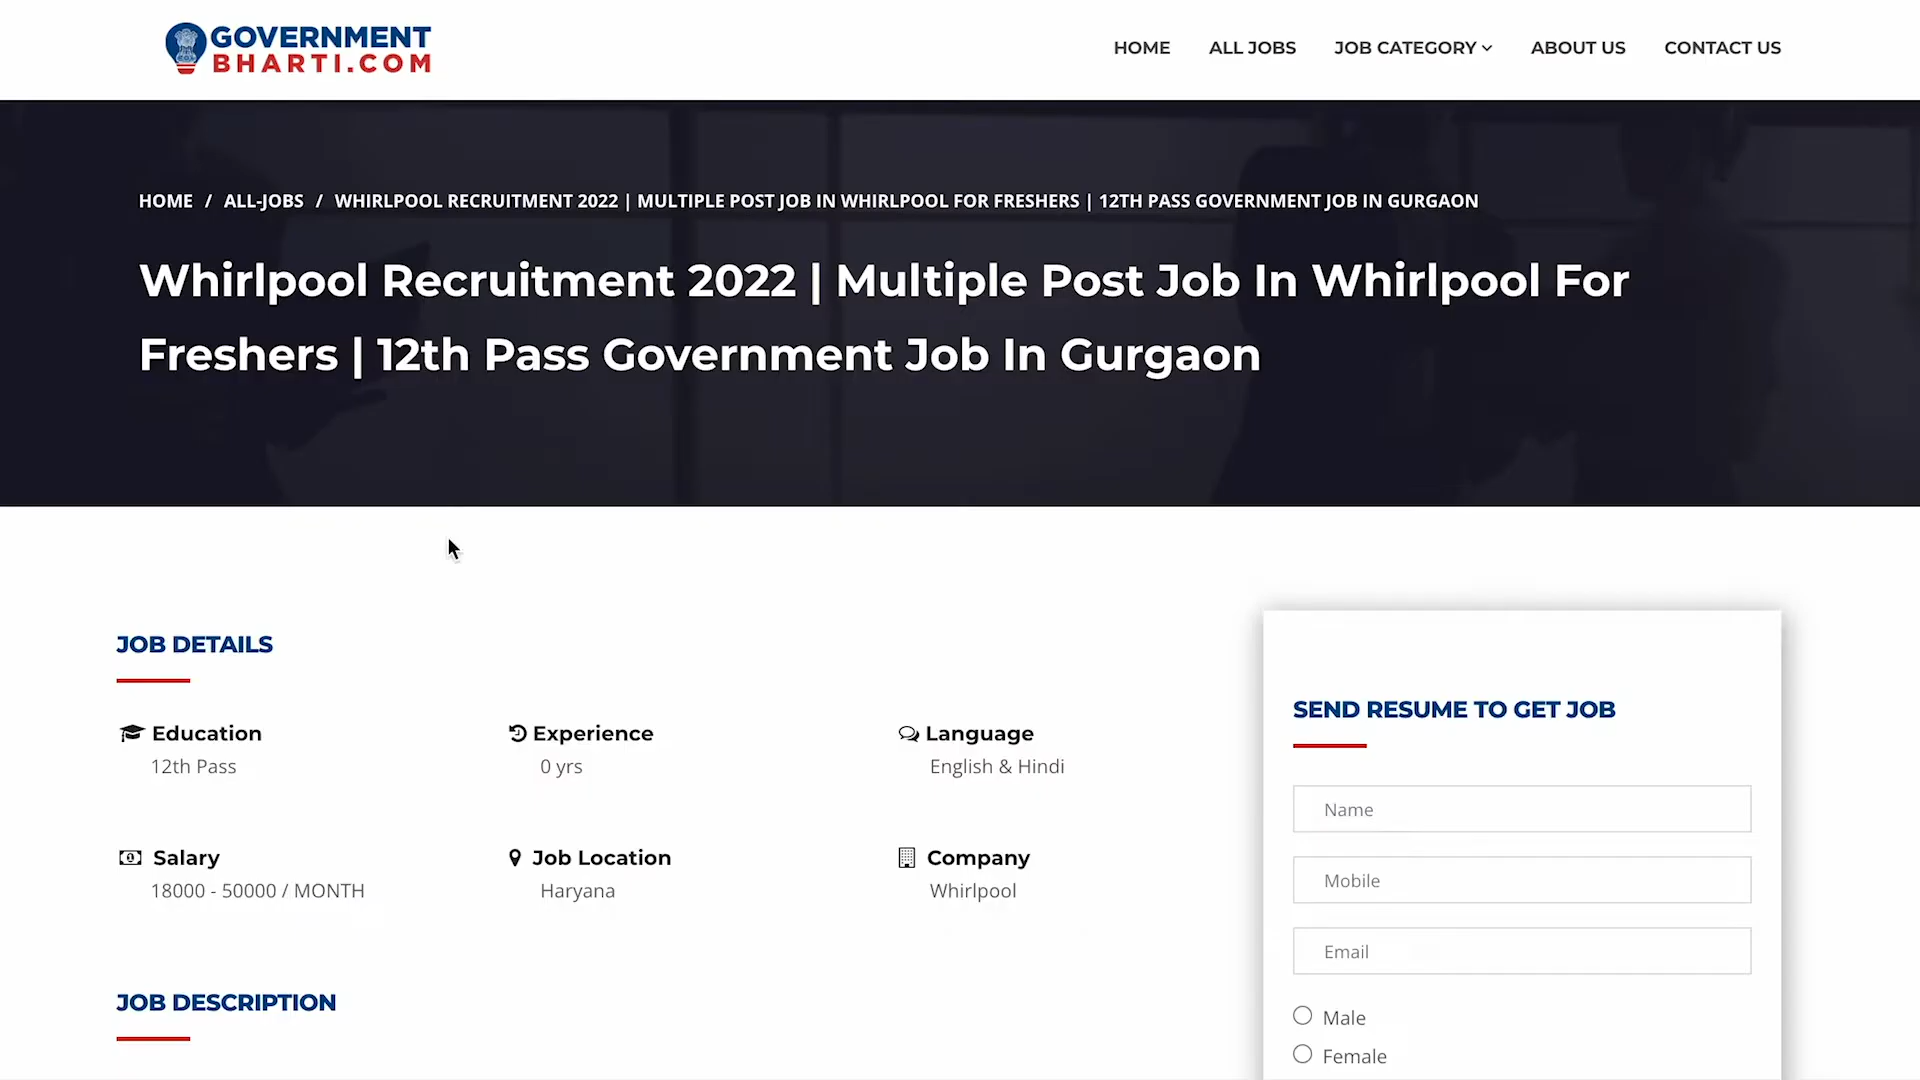 GOVERNMENT
BHARTI.COM
HOME ALL JOBS JOB CATEGORY ABOUT US CONTACT US
HOME / ALL-JOBS / WHIRLPOOL RECRUITMENT 2022 | MULTIPLE POST JOB IN WHIRLPOOL FOR FRESHERS | 12TH PASS GOVERNMENT JOB IN GURGAON
Whirlpool Recruitment 2022 | Multiple Post Job In Whirlpool For
Freshers | 12th Pass Government Job In Gurgaon
JOB DETAILS
Education
12th Pass
Experience
0 yrs
Language
English & Hindi
Salary
18000 - 50000 / MONTH
Job Location
Haryana
Company
Whirlpool
JOB DESCRIPTION
SEND RESUME TO GET JOB
Name
Mobile
Email
Male
Female